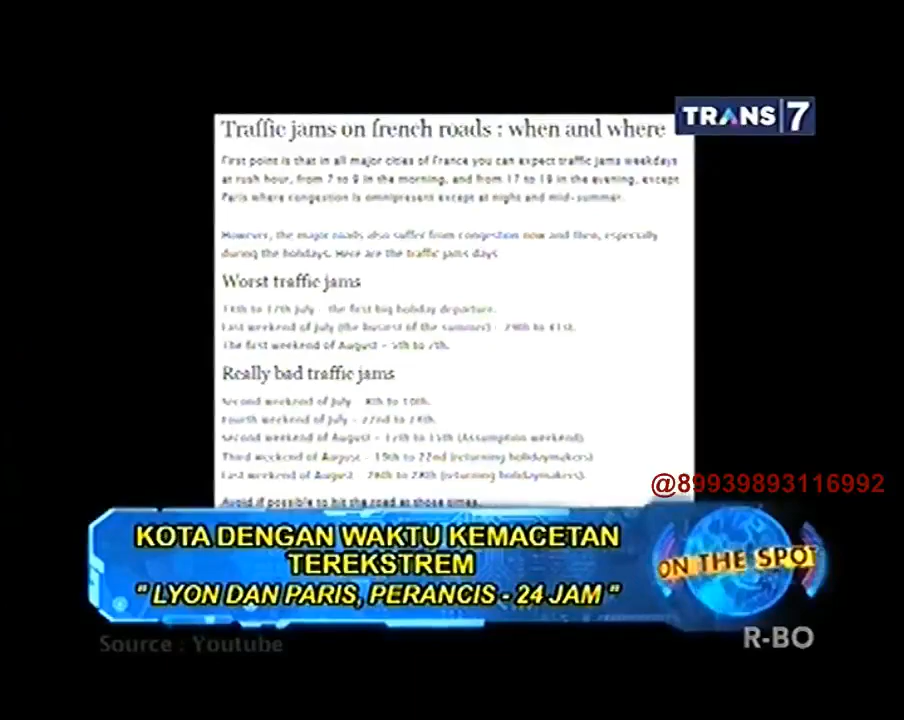 TRANS 7
Traffic jams on french roads : when and where
First point is that in all major cities of France you can expect traffic jams weekdays
at rush hour, from 7 to 9 in the morning, and from 17 to 19 in the evening, except
Paris where congestion is omnipresent except at night and mid-summer.
However, the major roads also suffer from congestion now and then, especially
during the holidays. Here are the traffic jams days
Worst traffic jams
to 17th July - the first big holiday departure.
Last weekend of July (the busiest of the summer) - 29th to 31st.
The first weekend of August - 5th to 7th.
Really bad traffic jams
Second weekend of July - 8th to 10th.
Fourth weekend of July - 22nd to 24th.
Second weekend of August - to 15th (Assumption weekend)
Third weekend of August - 19th to 22nd (returning holidaymakers)
Last weekend of August - 26th to 28th (returning holidaymakers).
Avoid if possible to hit the road at those times.
@89939893116992
KOTA DENGAN WAKTU KEMACETAN
TEREKSTREM
" LYON DAN PARIS, PERANCIS - 24 JAM "
ON THE SPOT
R-BO
Source : Youtube